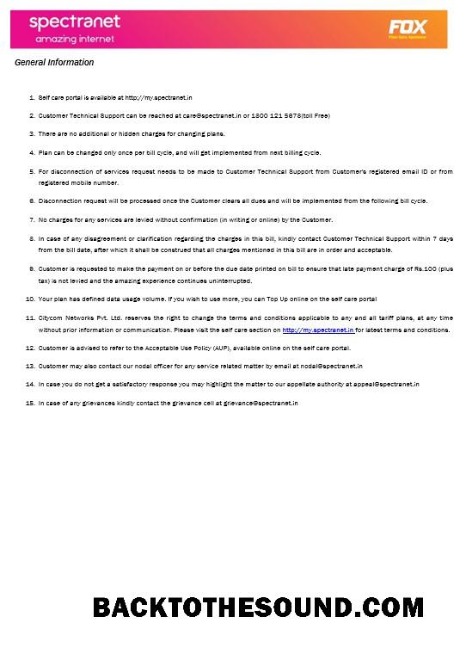 spectranet
amazing internet
FOX
General Information
1. Self care portal is available at http://my.spectranet.in
2. Customer Technical Support can be reached at care@spectranet.in or 1800 121 5678(toll Free)
3. There are no additional or hidden charges for changing plans.
4. Plan can be changed only once per bill cycle, and will get implemented from next billing cycle.
5. For disconnection of services request needs to be made to Customer Technical Support from Customer's registered email ID or from
registered mobile number.
6. Disconnection request will be processed once the Customer clears all dues and will be implemented from the following bill cycle.
7. No charges for any services are levied without confirmation (in writing or online) by the Customer.
8. In case of any disagreement or clarification regarding the charges in this bill, kindly contact Customer Technical Support within 7 days
from the bill date, after which it shall be construed that all charges mentioned in this bill are in order and acceptable.
9. Customer is requested to make the payment on or before the due date printed on bill to ensure that late payment charge of Rs.100 (plus
tax) is not levied and the amazing experience continues uninterrupted.
10. Your plan has defined data usage volume. If you wish to use more, you can Top Up online on the self care portal
11. Citycom Networks Pvt. Ltd. reserves the right to change the terms and conditions applicable to any and all tariff plans, at any time
without prior information or communication. Please visit the self care section on http://my.spectranet.in for latest terms and conditions.
12. Customer is advised to refer to the Acceptable Use Policy (AUP), available online on the self care portal.
13. Customer may also contact our nodal officer for any service related matter by email at nodal@spectranet.in
14. In case you do not get a satisfactory response you may highlight the matter to our appellate authority at appeal@spectranet.in
15. In case of any grievances kindly contact the grievance cell at grievance@spectranet.in
BACKTOTHESOUND.COM